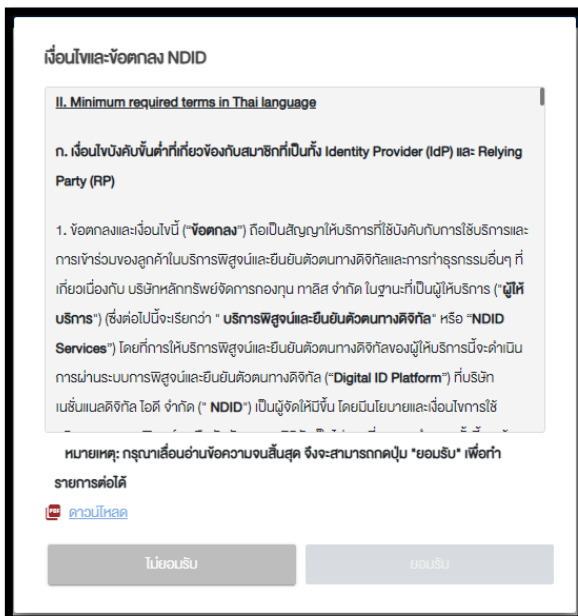 เงื่อนไขและข้อตกลง NDID
II. Minimum required terms in Thai language
ก. เงื่อนไขบังคับขั้นต่ำที่เกี่ยวข้องกับสมาชิกที่เป็นทั้ง Identity Provider (IdP) และ Relying
Party (RP)
1. ข้อตกลงและเงื่อนไขนี้ ("ข้อตกลง") ถือเป็นสัญญาให้บริการที่ใช้บังคับกับการใช้บริการและ
การเข้าร่วมของลูกค้าในบริการพิสูจน์และยืนยันตัวตนทางดิจิทัลและการทำธุรกรรมอื่นๆ ที่
เกี่ยวเนื่องกับ บริษัทหลักทรัพย์จัดการกองทุน ทาลิส จำกัด ในฐานะที่เป็นผู้ให้บริการ ("ผู้ให้
บริการ") (ซึ่งต่อไปนี้จะเรียกว่า " บริการพิสูจน์และยืนยันตัวตนทางดิจิทัล" หรือ "NDID
Services") โดยที่การให้บริการพิสูจน์และยืนยันตัวตนทางดิจิทัลของผู้ให้บริการนี้จะดำเนิน
การผ่านระบบการพิสูจน์และยืนยันตัวตนทางดิจิทัล ("Digital ID Platform") ที่บริษัท
เนชั่นแนลดิจิทัล ไอดี จำกัด (" NDID") เป็นผู้จัดให้มีขึ้น โดยมีนโยบายและเงื่อนไขการใช้
หมายเหตุ: กรุณาเลื่อนอ่านข้อความจนสิ้นสุด จึงจะสามารถกดปุ่ม "ยอมรับ" เพื่อทำ
รายการต่อได้
PDF ดาวน์โหลด
ไม่ยอมรับ
ยอมรับ